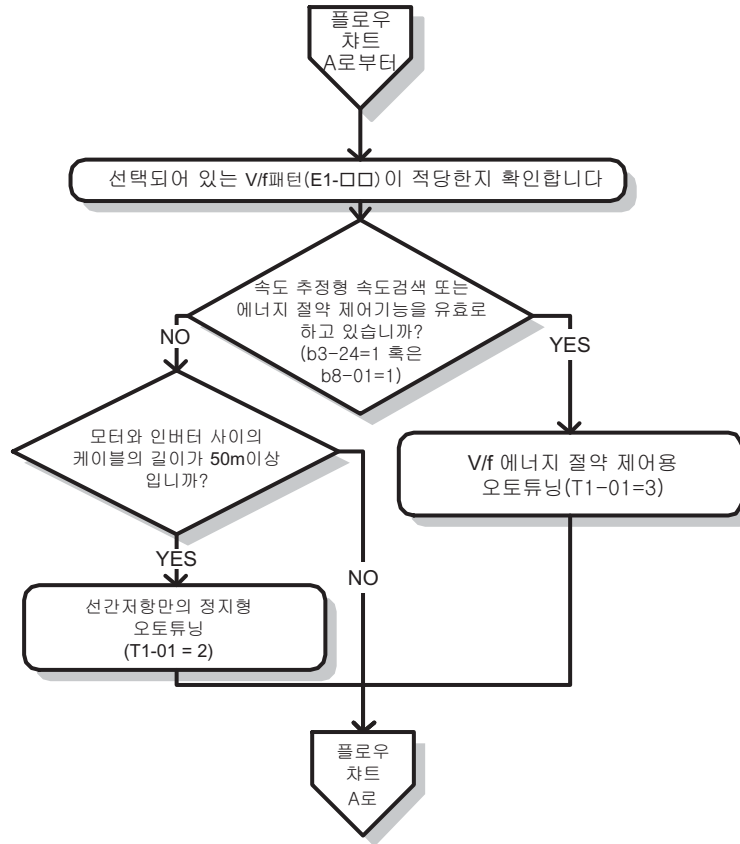 플로우
챠트
A로부터
선택되어 있는 V/f패턴(E1-□□)이 적당한지 확인합니다
속도 추정형 속도검색 또는
에너지 절약 제어기능을 유효로
하고 있습니까?
(b3-24=1 혹은
b8-01=1)
NO
YES
모터와 인버터 사이의
케이블의 길이가 50m이상
입니까?
V/f 에너지 절약 제어용
오토튜닝(T1-01=3)
YES
NO
선간저항만의 정지형
오토튜닝
(T1-01 = 2)
플로우
챠트
A로